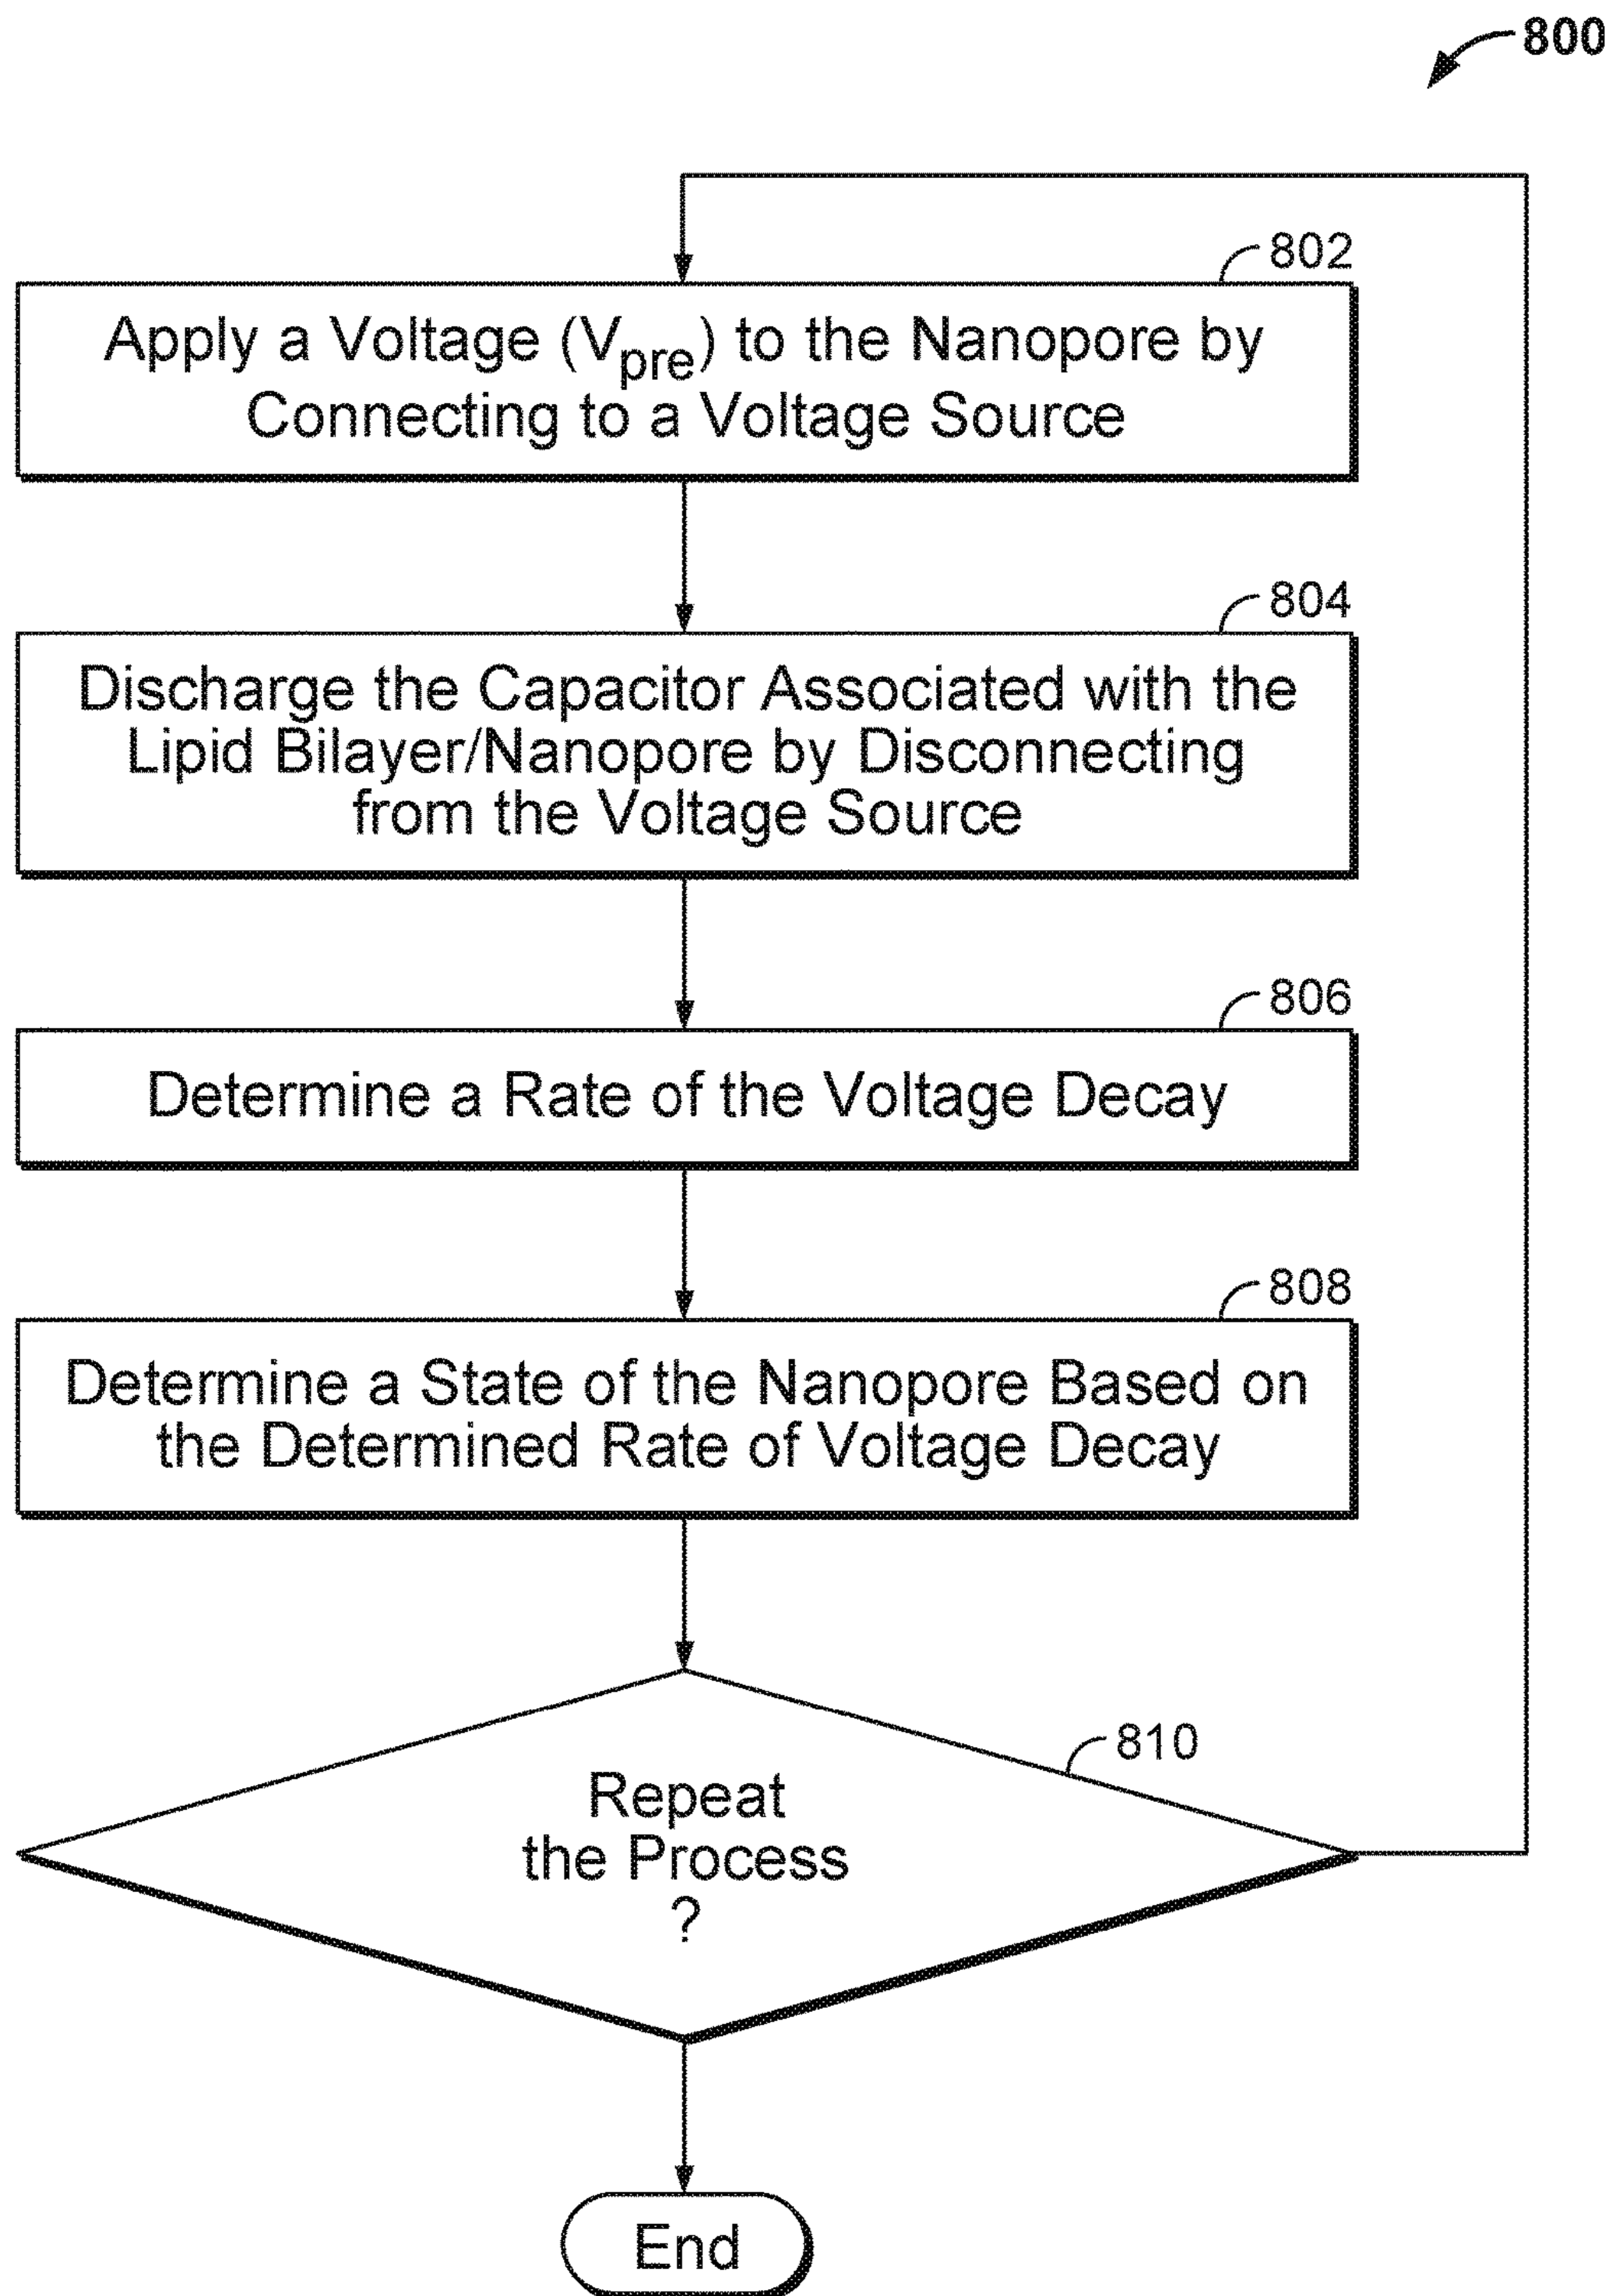 800
802
Apply a Voltage (Vpre) to the Nanopore by
Connecting to a Voltage Source
804
Discharge the Capacitor Associated with the
Lipid Bilayer/Nanopore by Disconnecting
from the Voltage Source
806
Determine a Rate of the Voltage Decay
808
Determine a State of the Nanopore Based on
the Determined Rate of Voltage Decay
810
Repeat
the Process
?
End